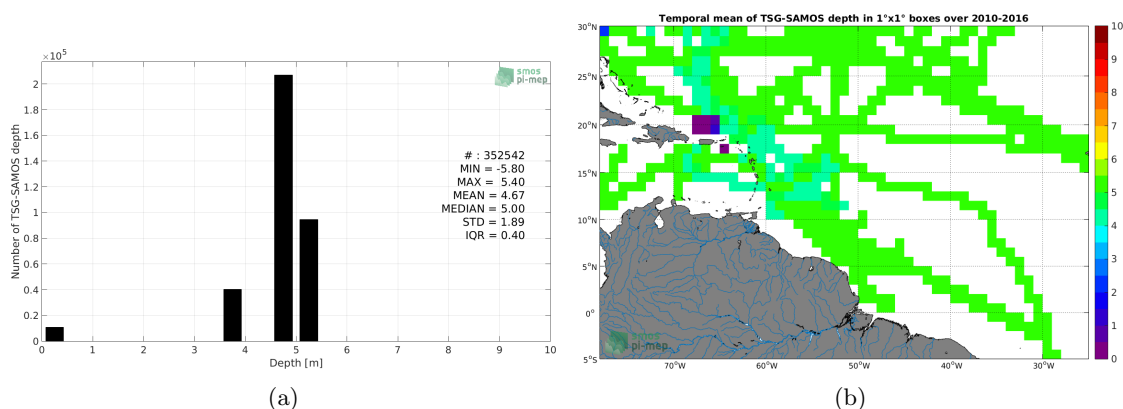 ×10⁵
smos
pi-mep
2
1.8
1.6
1.4
1.2
1
0.8
0.6
0.4
0.2
0
Number of TSG-SAMOS depth
# : 352542
MIN = -5.80
MAX = 5.40
MEAN = 4.67
MEDIAN = 5.00
STD = 1.89
IQR = 0.40
0 1 2 3 4 5 6 7 8 9 10
Depth [m]
(a)
Temporal mean of TSG-SAMOS depth in 1°x1° boxes over 2010-2016
30°N
25°N
20°N
15°N
10°N
5°N
0°
5°S
70°W 60°W 50°W 40°W 30°W
smos
pi-mep
10
9
8
7
6
5
4
3
2
1
0
(b)